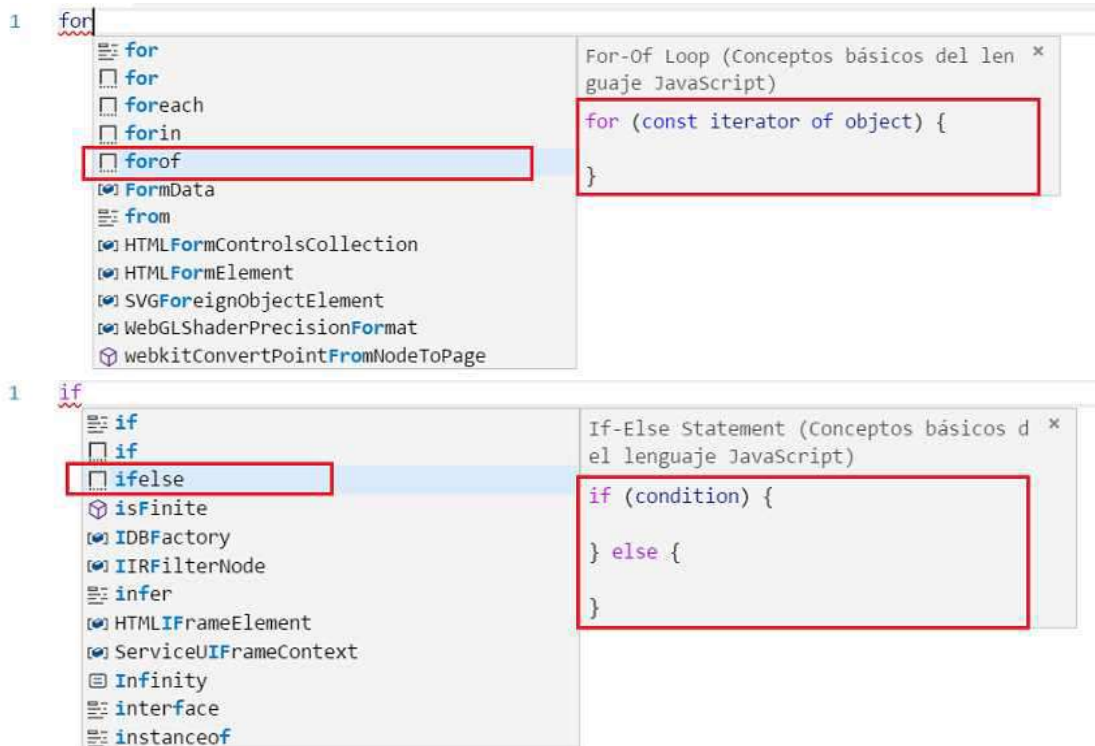 1 for
for
for
foreach
forin
forof
FormData
from
HTMLFormControlsCollection
HTMLFormElement
SVGForeignObjectElement
WebGLShaderPrecisionFormat
webkitConvertPointFromNodeToPage
For-Of Loop (Conceptos básicos del len ×
guaje JavaScript)
for (const iterator of object) {
}
1 if
if
if
ifelse
isFinite
IDBFactory
IIRFilterNode
infer
HTMLIFrameElement
ServiceUIFrameContext
Infinity
interface
instanceof
If-Else Statement (Conceptos básicos d ×
el lenguaje JavaScript)
if (condition) {
} else {
}